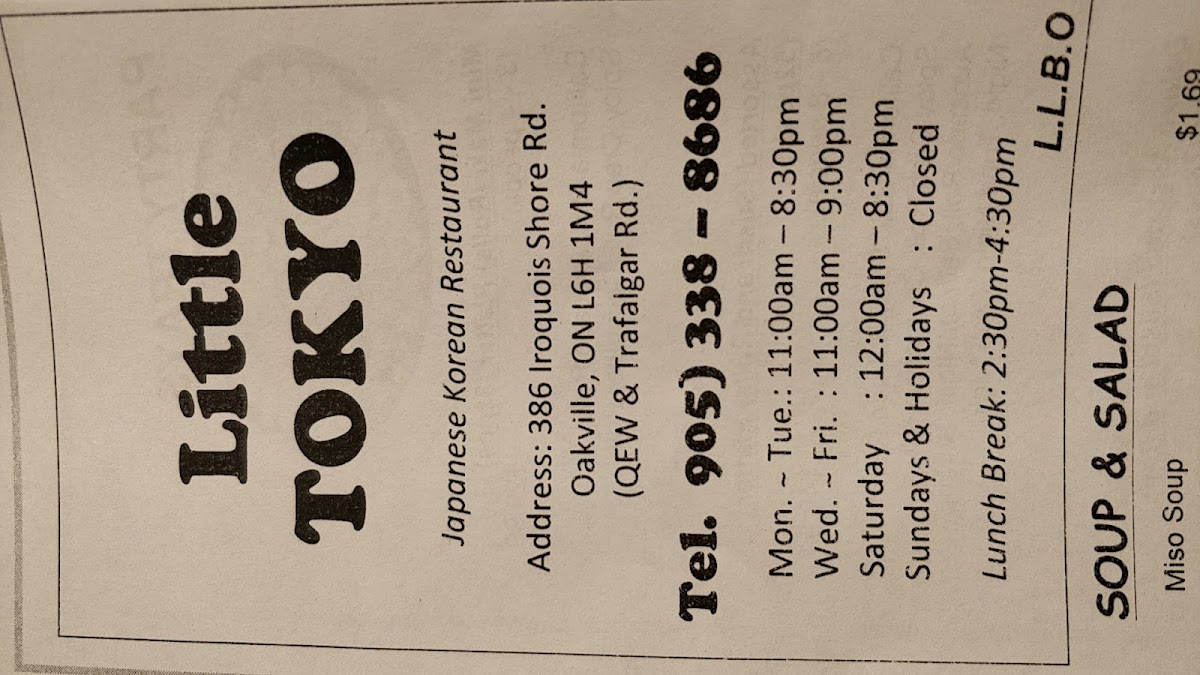 Little
TOKYO
Japanese Korean Restaurant
Address: 386 Iroquois Shore Rd.
Oakville, ON L6H 1M4
(QEW & Trafalgar Rd.)
Tel. 905) 338 – 8686
Mon. ~ Tue.: 11:00am – 8:30pm
Wed. ~ Fri. : 11:00am – 9:00pm
Saturday : 12:00am – 8:30pm
Sundays & Holidays : Closed
Lunch Break: 2:30pm-4:30pm
L.L.B.O
SOUP & SALAD
Miso Soup $1.69